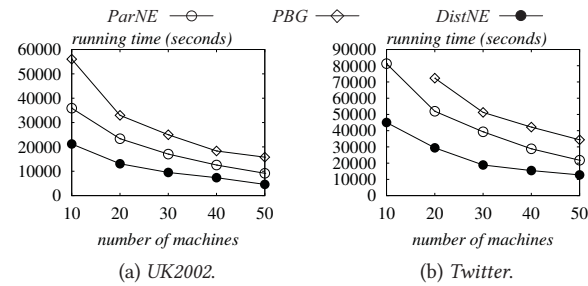 ParNE PBG DistNE
running time (seconds)
60000
50000
40000
30000
20000
10000
0
10 20 30 40 50
number of machines
(a) UK2002.
running time (seconds)
90000
80000
70000
60000
50000
40000
30000
20000
10000
0
10 20 30 40 50
number of machines
(b) Twitter.